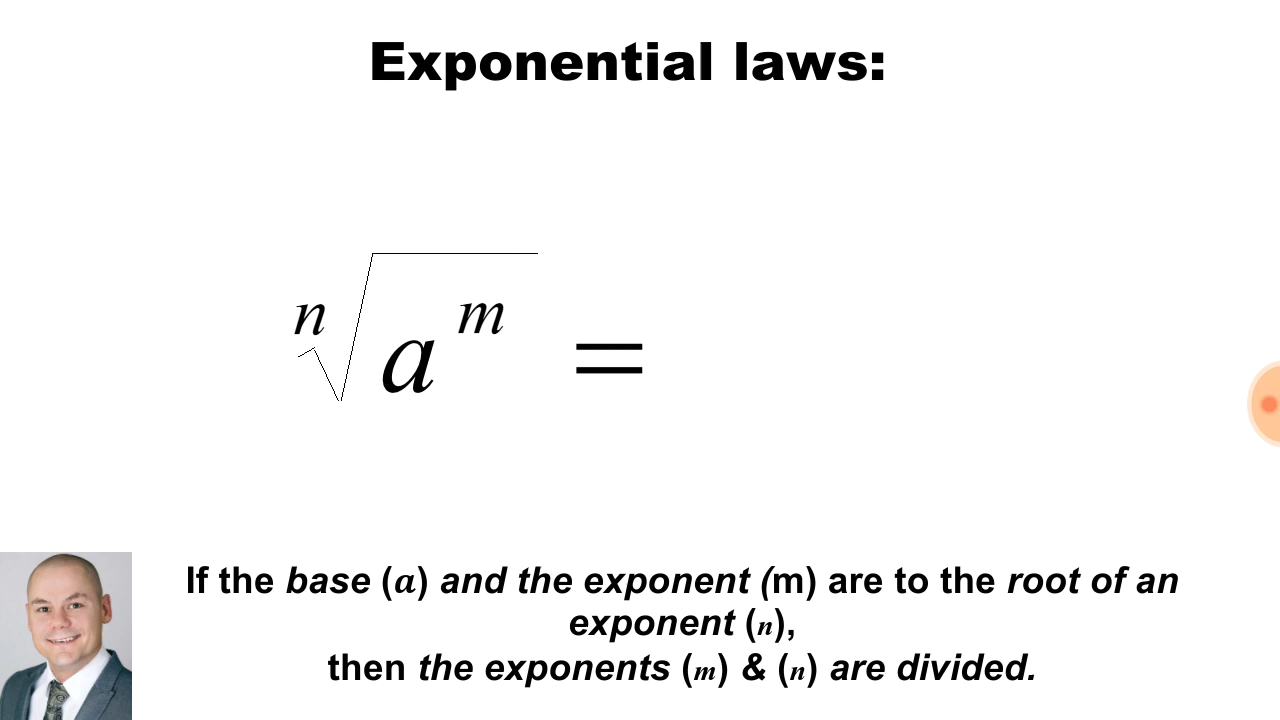 Exponential laws:
ⁿ√(a^m) =
If the base (a) and the exponent (m) are to the root of an
exponent (n),
then the exponents (m) & (n) are divided.